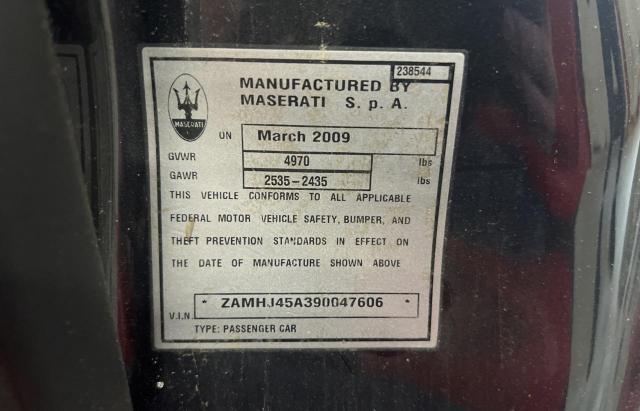 238544
MANUFACTURED BY
MASERATI S. p A.
MASERATI
ON March 2009
GVWR 4970 lbs
GAWR 2535-2435 lbs
THIS VEHICLE CONFORMS TO ALL APPLICABLE
FEDERAL MOTOR VEHICLE SAFETY, BUMPER, AND
THEFT PREVENTION STANDARDS IN EFFECT ON
THE DATE OF MANUFACTURE SHOWN ABOVE
V.I.N * ZAMHJ45A390047606 *
TYPE: PASSENGER CAR